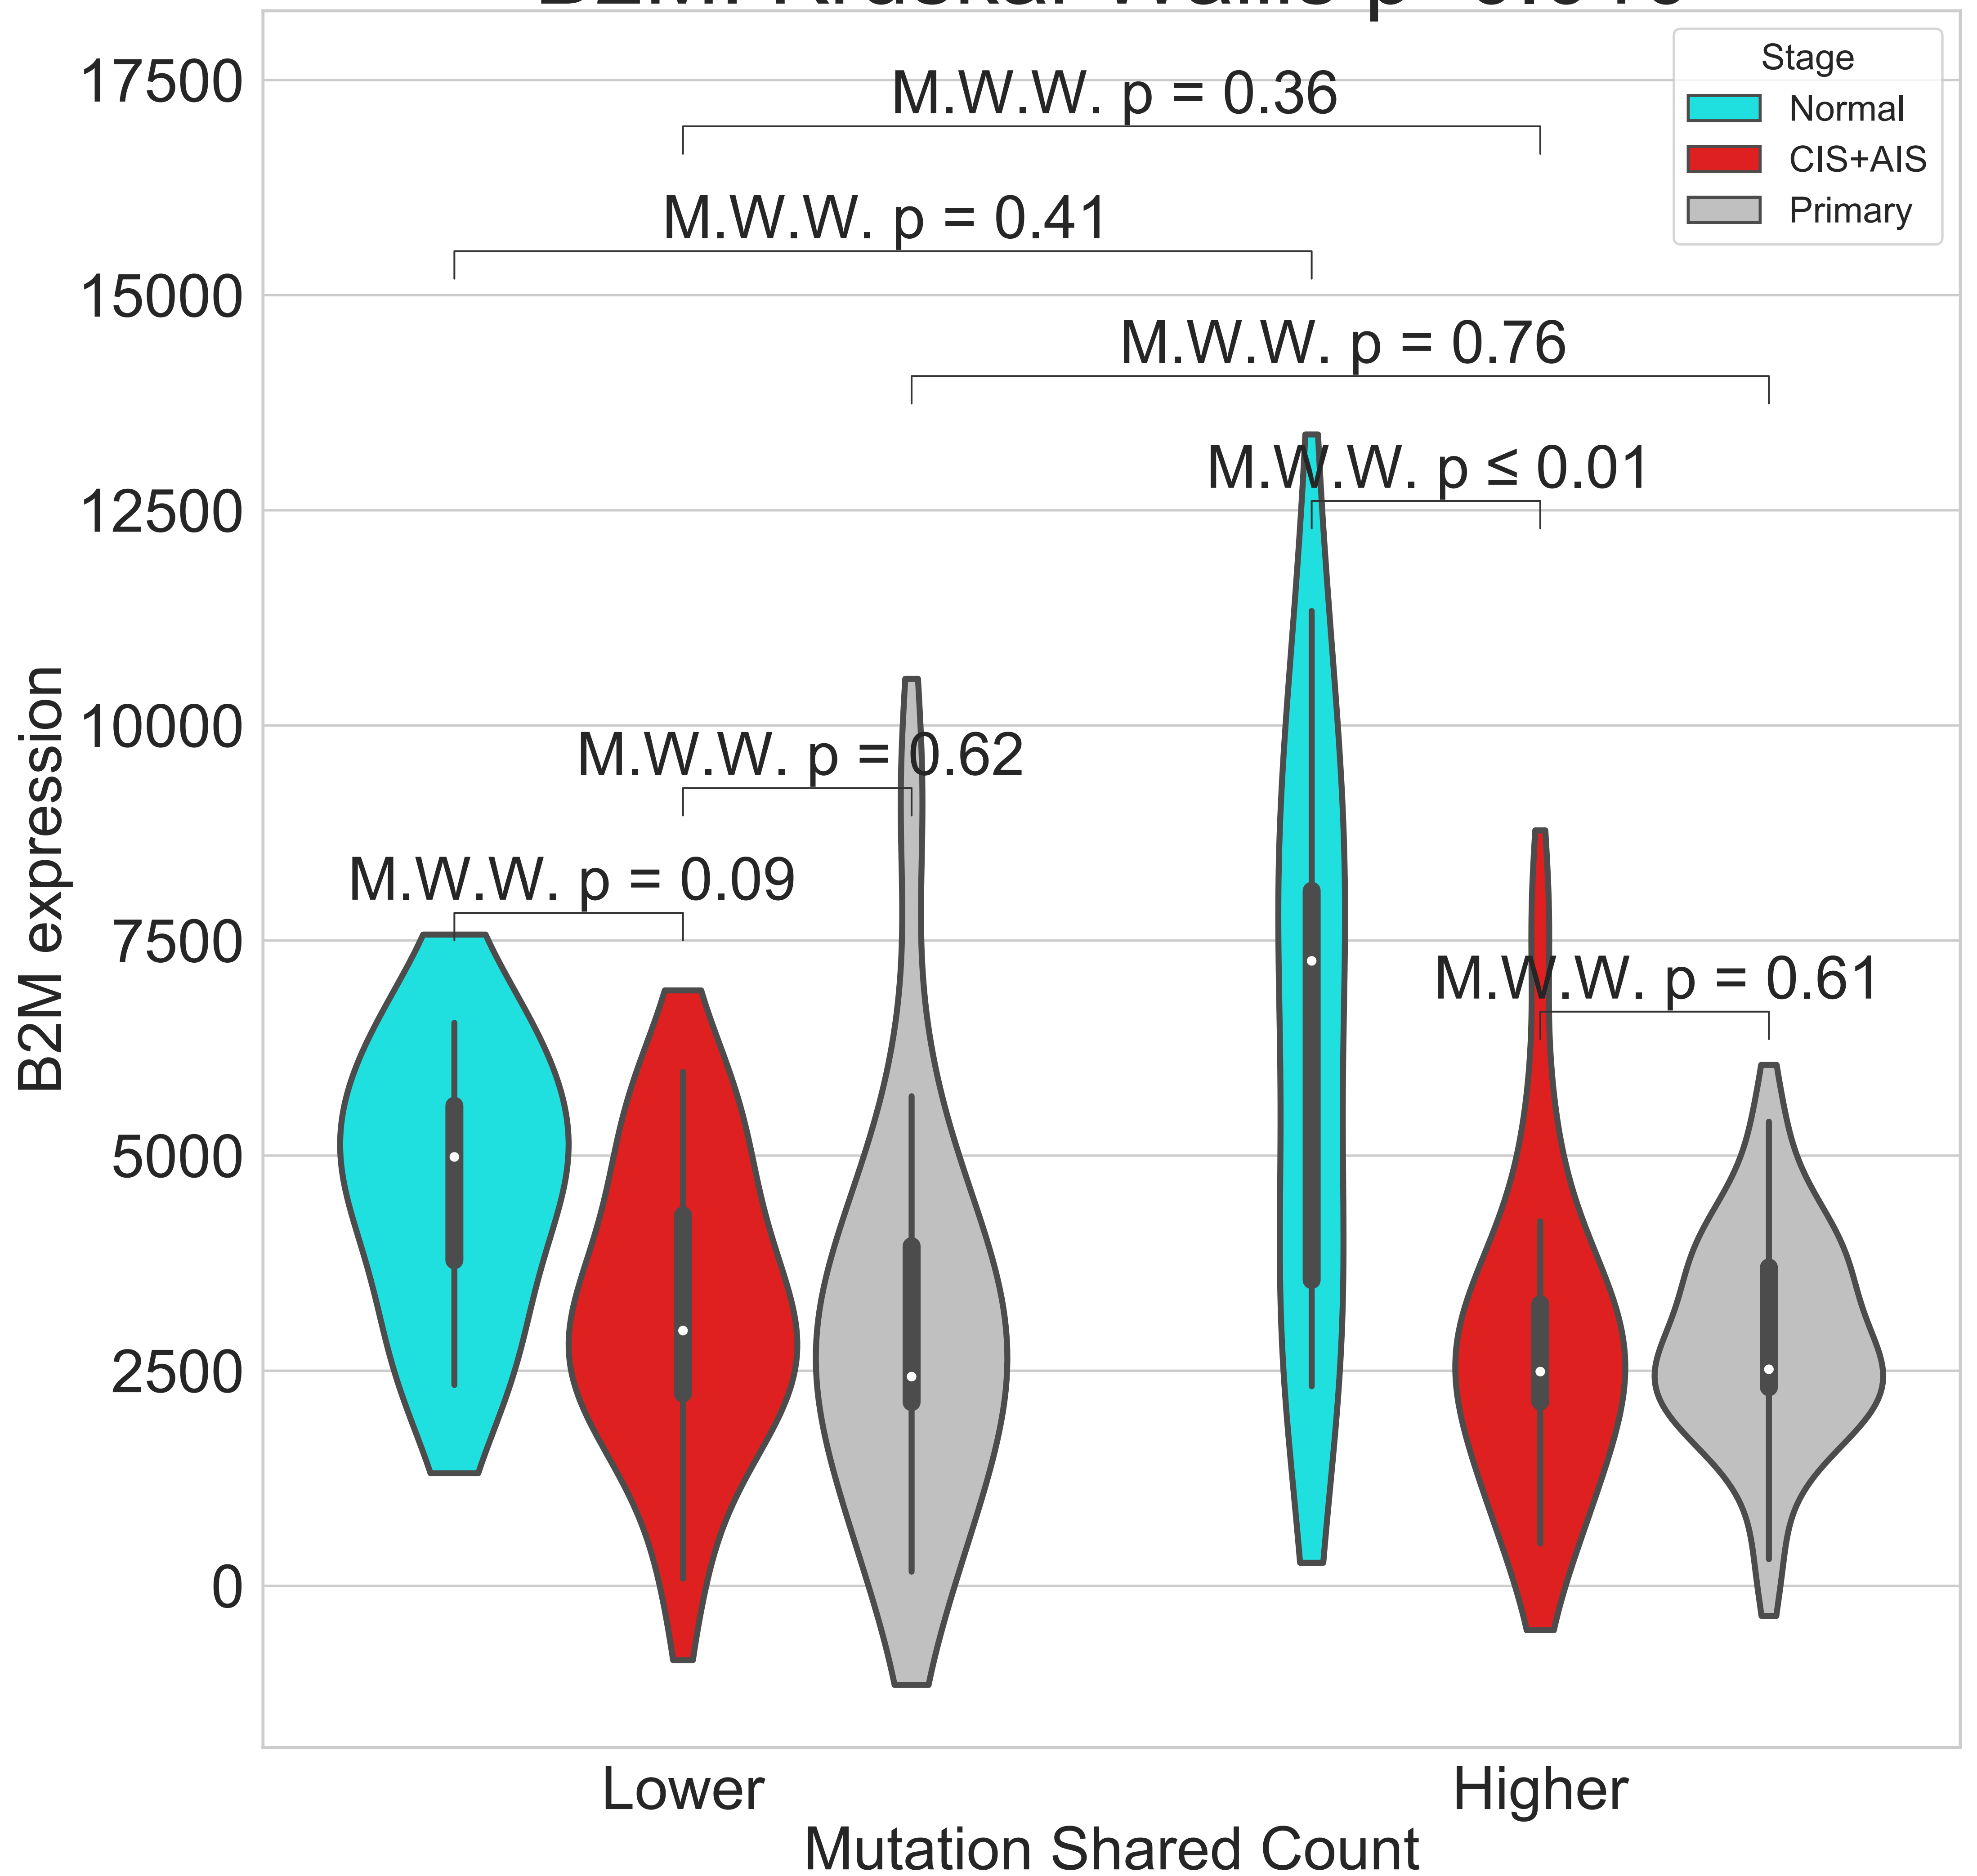 17500
15000
12500
10000
7500
5000
2500
0
B2M expression
M.W.W. p = 0.36
M.W.W. p = 0.41
M.W.W. p = 0.76
M.W.W. p ≤ 0.01
M.W.W. p = 0.62
M.W.W. p = 0.09
M.W.W. p = 0.61
Stage
Normal
CIS+AIS
Primary
Lower
Higher
Mutation Shared Count